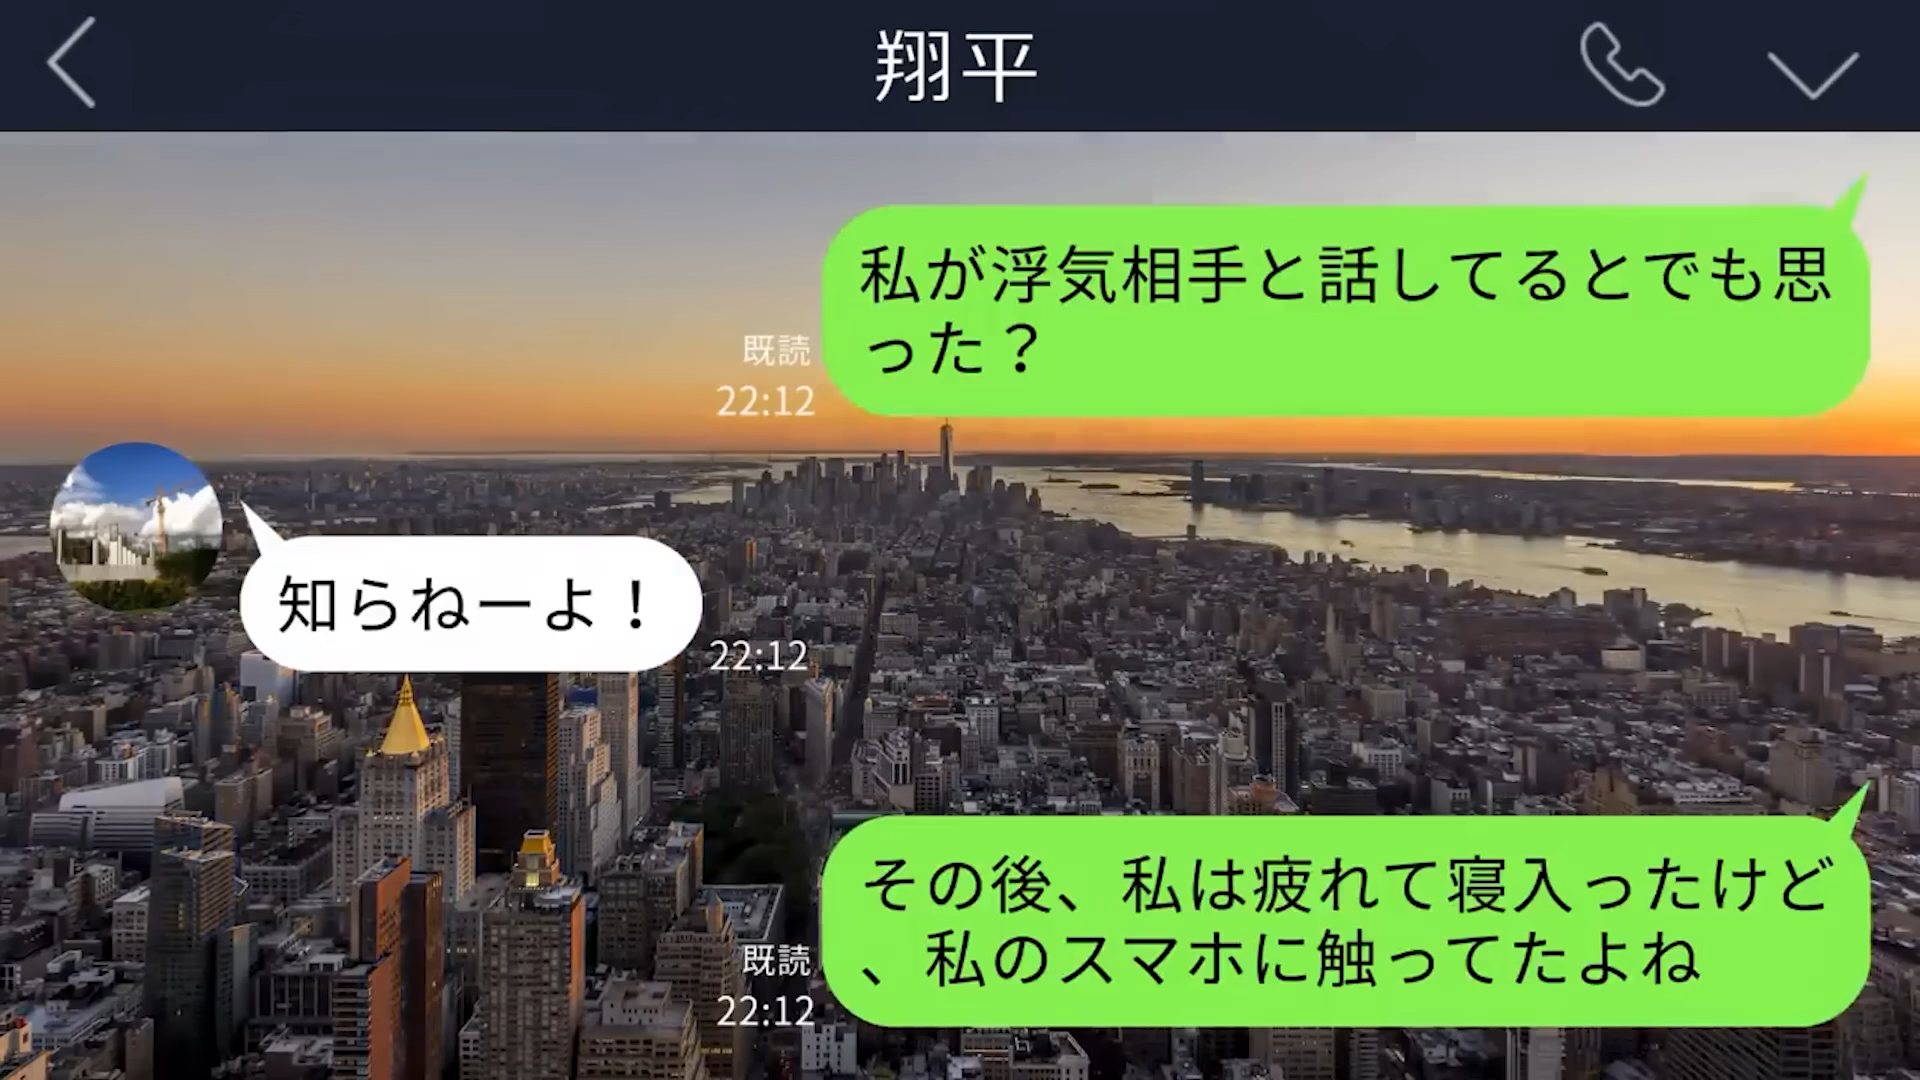 翔平
私が浮気相手と話してるとでも思
った？
既読
22:12
知らねーよ！
22:12
その後、私は疲れて寝入ったけど
、私のスマホに触ってたよね
既読
22:12